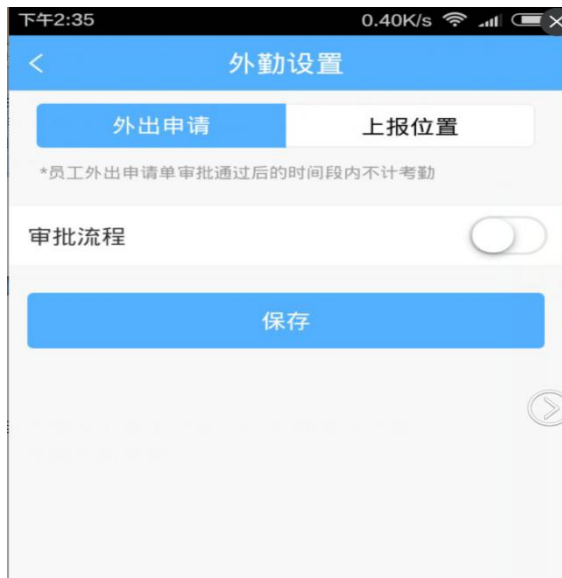 下午2:35 0.40K/s
外勤设置
外出申请 上报位置
*员工外出申请单审批通过后的时间段内不计考勤
审批流程
保存